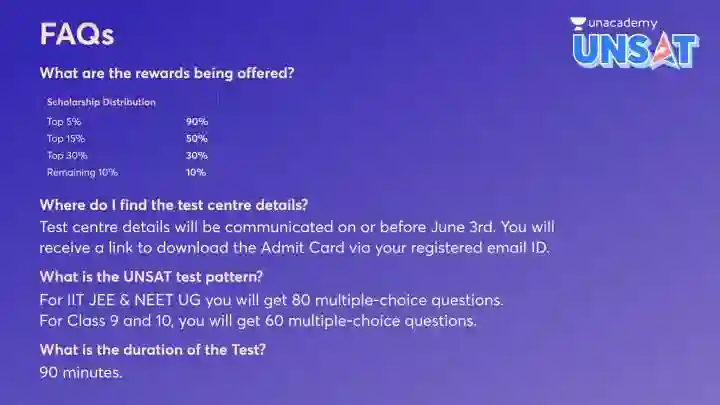 FAQs
unacademy
UNSAT
What are the rewards being offered?
Scholarship Distribution
Top 5% 90%
Top 15% 50%
Top 30% 30%
Remaining 10% 10%
Where do I find the test centre details?
Test centre details will be communicated on or before June 3rd. You will
receive a link to download the Admit Card via your registered email ID.
What is the UNSAT test pattern?
For IIT JEE & NEET UG you will get 80 multiple-choice questions.
For Class 9 and 10, you will get 60 multiple-choice questions.
What is the duration of the Test?
90 minutes.